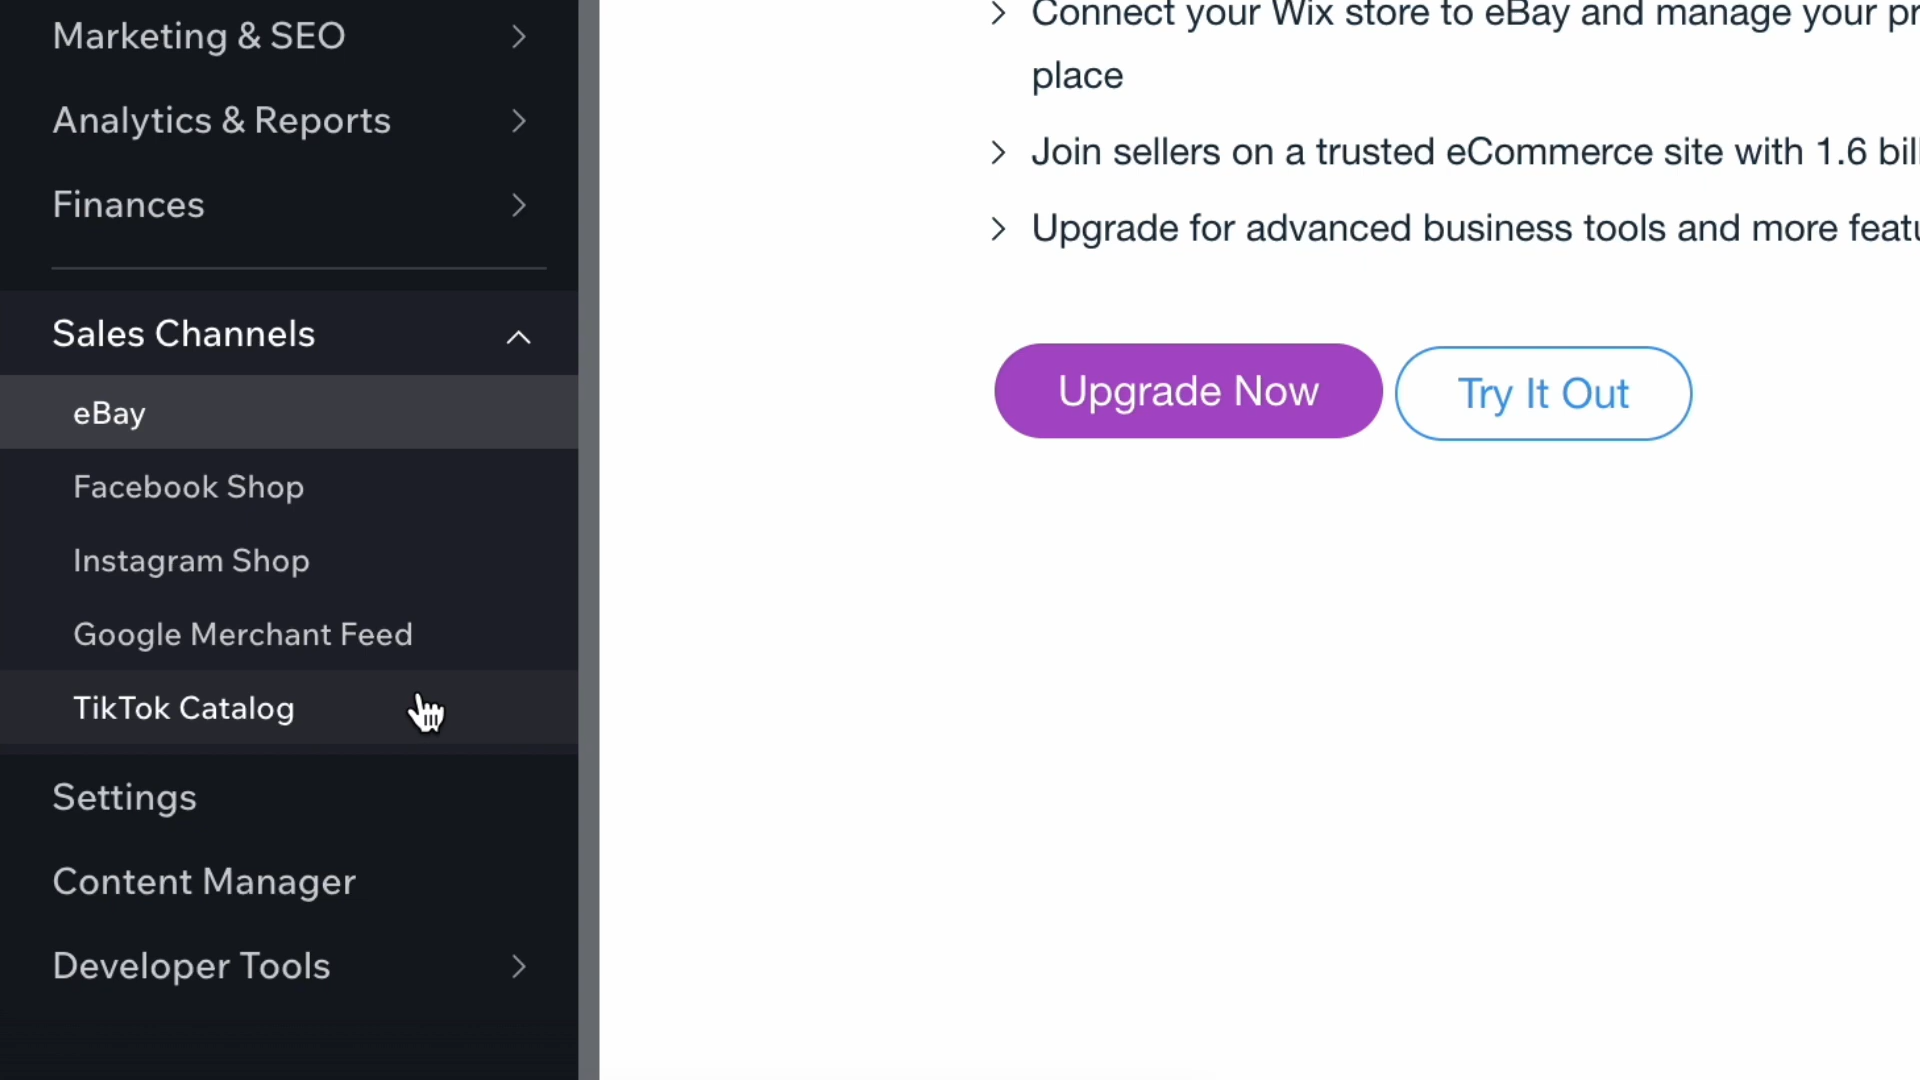 Marketing & SEO
Analytics & Reports
Finances
Sales Channels
eBay
Facebook Shop
Instagram Shop
Google Merchant Feed
TikTok Catalog
Settings
Content Manager
Developer Tools
Connect your Wix store to eBay and manage your
place
Join sellers on a trusted eCommerce site with 1.6
Upgrade for advanced business tools and more
Upgrade Now
Try It Out